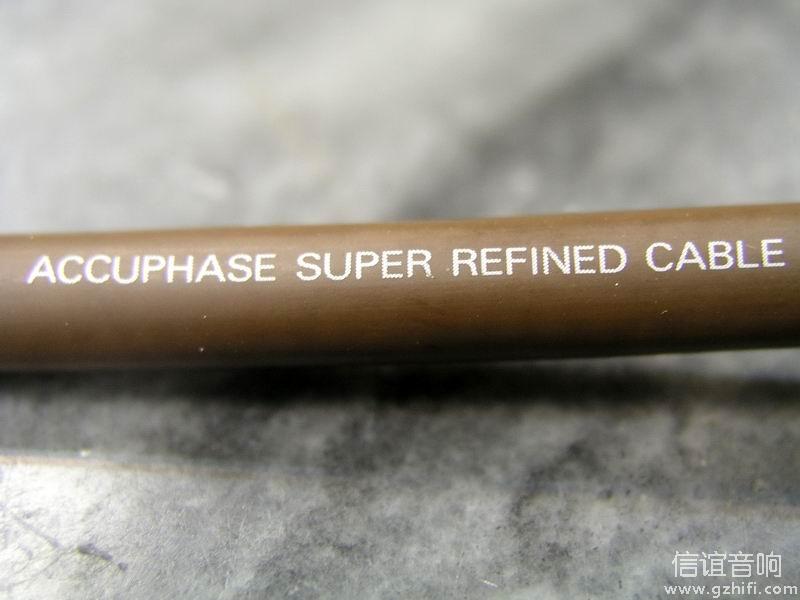 ACCUPHASE SUPER REFINED CABLE
信谊音响
www.gzhifi.com